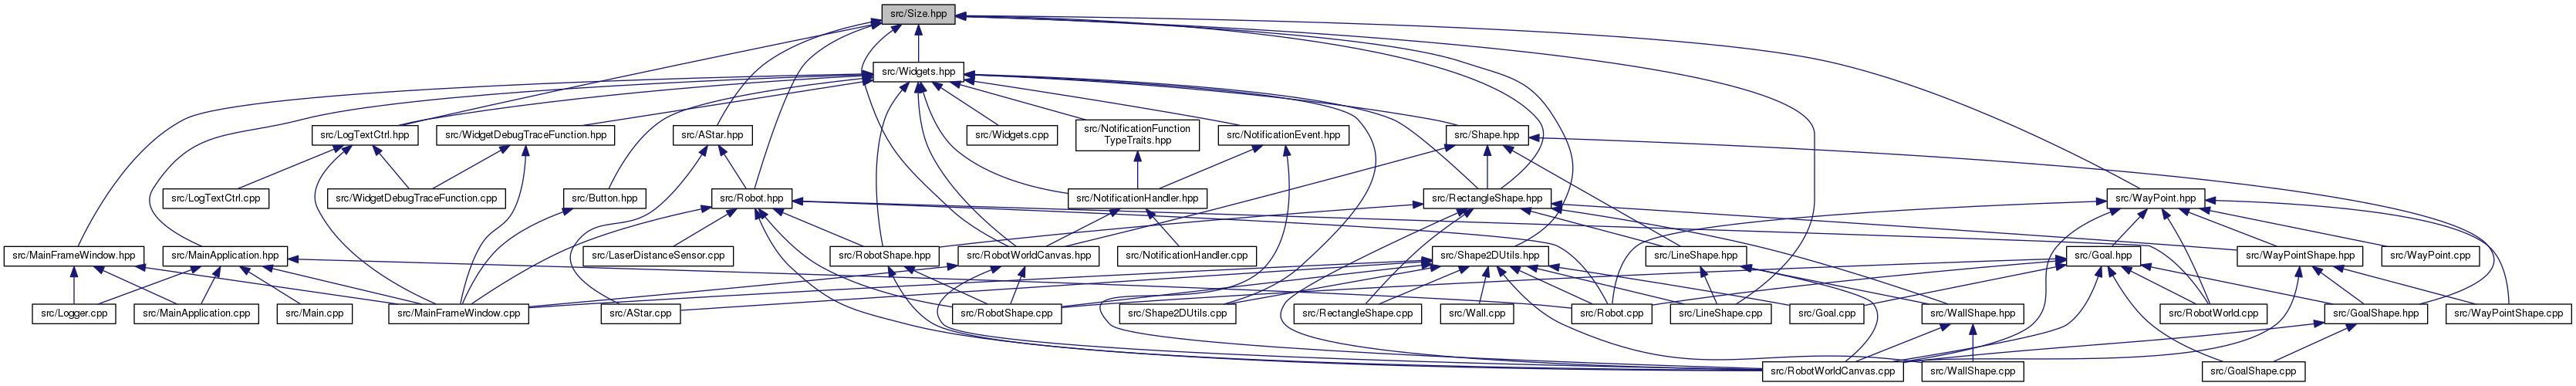 src/Size.hpp
src/Widgets.hpp
src/LogTextCtrl.hpp
src/WidgetDebugTraceFunction.hpp
src/AStar.hpp
src/Widgets.cpp
src/NotificationFunction
TypeTraits.hpp
src/NotificationEvent.hpp
src/Shape.hpp
src/LogTextCtrl.cpp
src/WidgetDebugTraceFunction.cpp
src/Button.hpp
src/Robot.hpp
src/NotificationHandler.hpp
src/RectangleShape.hpp
src/WayPoint.hpp
src/MainFrameWindow.hpp
src/MainApplication.hpp
src/LaserDistanceSensor.cpp
src/RobotShape.hpp
src/RobotWorldCanvas.hpp
src/NotificationHandler.cpp
src/Shape2DUtils.hpp
src/LineShape.hpp
src/Goal.hpp
src/WayPointShape.hpp
src/WayPoint.cpp
src/Logger.cpp
src/MainApplication.cpp
src/Main.cpp
src/MainFrameWindow.cpp
src/AStar.cpp
src/RobotShape.cpp
src/Shape2DUtils.cpp
src/RectangleShape.cpp
src/Wall.cpp
src/Robot.cpp
src/LineShape.cpp
src/Goal.cpp
src/WallShape.hpp
src/RobotWorld.cpp
src/GoalShape.hpp
src/WayPointShape.cpp
src/RobotWorldCanvas.cpp
src/WallShape.cpp
src/GoalShape.cpp